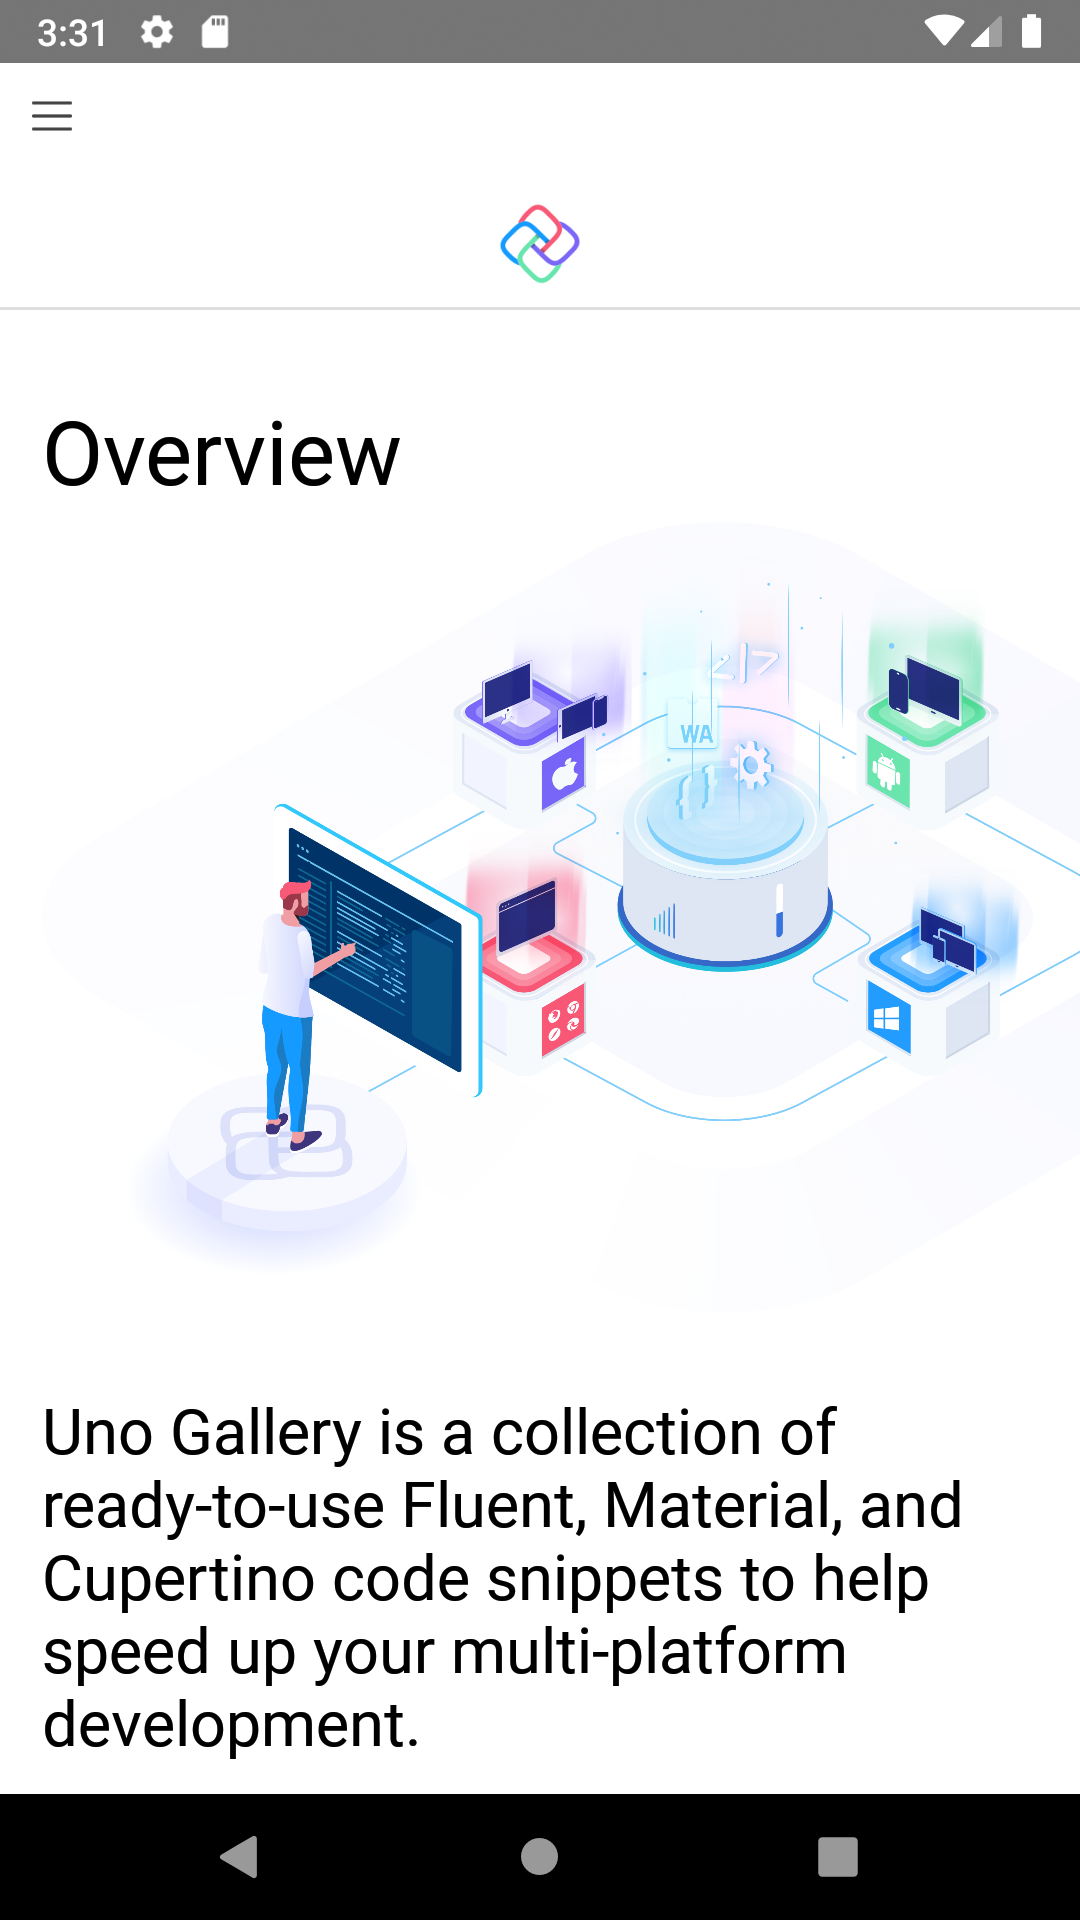 3:31
Overview
</>
WA
{}
Uno Gallery is a collection of
ready-to-use Fluent, Material, and
Cupertino code snippets to help
speed up your multi-platform
development.